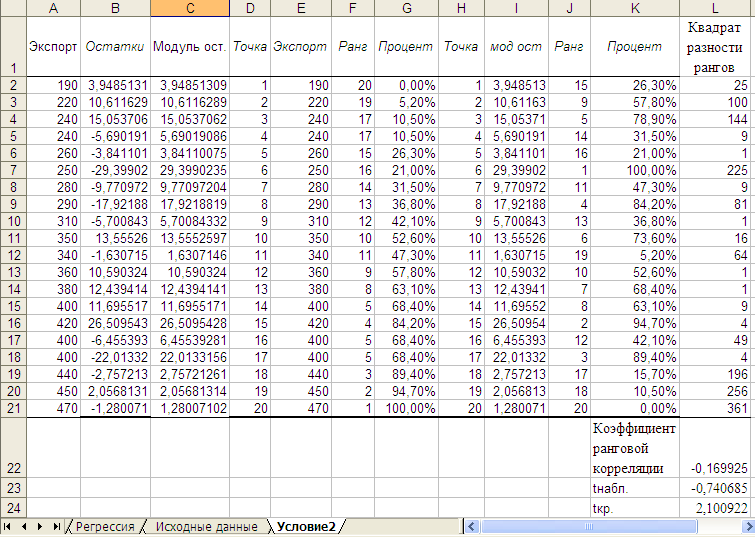 A B C D E F G H I J K L
1 Экспорт Остатки Модуль ост. Точка Экспорт Ранг Процент Точка мод ост Ранг Процент Квадрат разности рангов
2 190 3,9485131 3,94851309 1 190 20 0,00% 1 3,948513 15 26,30% 25
3 220 10,611629 10,6116289 2 220 19 5,20% 2 10,61163 9 57,80% 100
4 240 15,053706 15,0537062 3 240 17 10,50% 3 15,05371 5 78,90% 144
5 240 -5,690191 5,69019086 4 240 17 10,50% 4 5,690191 14 31,50% 9
6 260 -3,841101 3,84110075 5 260 15 26,30% 5 3,841101 16 21,00% 1
7 250 -29,39902 29,3990235 6 250 16 21,00% 6 29,39902 1 100,00% 225
8 280 -9,770972 9,77097204 7 280 14 31,50% 7 9,770972 11 47,30% 9
9 290 -17,92188 17,9218819 8 290 13 36,80% 8 17,92188 4 84,20% 81
10 310 -5,700843 5,70084332 9 310 12 42,10% 9 5,700843 13 36,80% 1
11 350 13,55526 13,5552597 10 350 10 52,60% 10 13,55526 6 73,60% 16
12 340 -1,630715 1,6307146 11 340 11 47,30% 11 1,630715 19 5,20% 64
13 360 10,590324 10,590324 12 360 9 57,80% 12 10,59032 10 52,60% 1
14 380 12,439414 12,4394141 13 380 8 63,10% 13 12,43941 7 68,40% 1
15 400 11,695517 11,6955171 14 400 5 68,40% 14 11,69552 8 63,10% 9
16 420 26,509543 26,5095428 15 420 4 84,20% 15 26,50954 2 94,70% 4
17 400 -6,455393 6,45539281 16 400 5 68,40% 16 6,455393 12 42,10% 49
18 400 -22,01332 22,0133156 17 400 5 68,40% 17 22,01332 3 89,40% 4
19 440 -2,757213 2,75721261 18 440 3 89,40% 18 2,757213 17 15,70% 196
20 450 2,0568131 2,05681314 19 450 2 94,70% 19 2,056813 18 10,50% 256
21 470 -1,280071 1,28007102 20 470 1 100,00% 20 1,280071 20 0,00% 361
22 Коэффициент ранговой корреляции -0,169925
23 tнабл. -0,740685
24 tкр. 2,100922
Регрессия Исходные данные Условие2